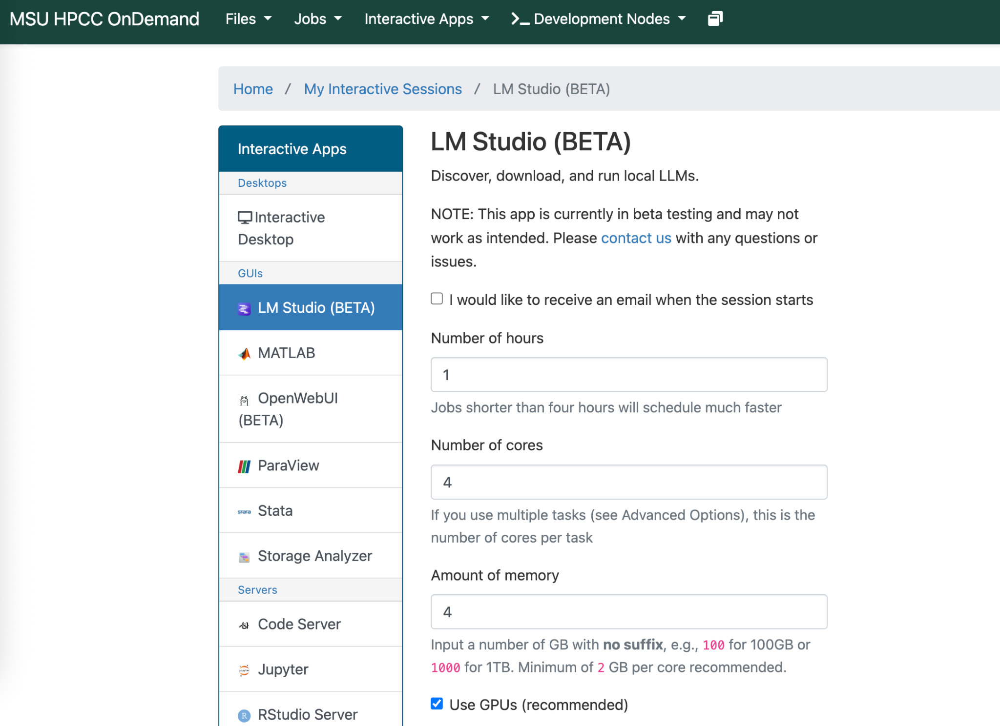 MSU HPCC OnDemand Files Jobs Interactive Apps Development Nodes
Home / My Interactive Sessions / LM Studio (BETA)
Interactive Apps
Desktops
Interactive
Desktop
GUIs
LM Studio (BETA)
MATLAB
OpenWebUI
(BETA)
ParaView
STATA Stata
Storage Analyzer
Servers
Code Server
jupyter Jupyter
R RStudio Server
LM Studio (BETA)
Discover, download, and run local LLMs.
NOTE: This app is currently in beta testing and may not
work as intended. Please contact us with any questions or
issues.
I would like to receive an email when the session starts
Number of hours
1
Jobs shorter than four hours will schedule much faster
Number of cores
4
If you use multiple tasks (see Advanced Options), this is the
number of cores per task
Amount of memory
4
Input a number of GB with no suffix, e.g., 100 for 100GB or
1000 for 1TB. Minimum of 2 GB per core recommended.
Use GPUs (recommended)